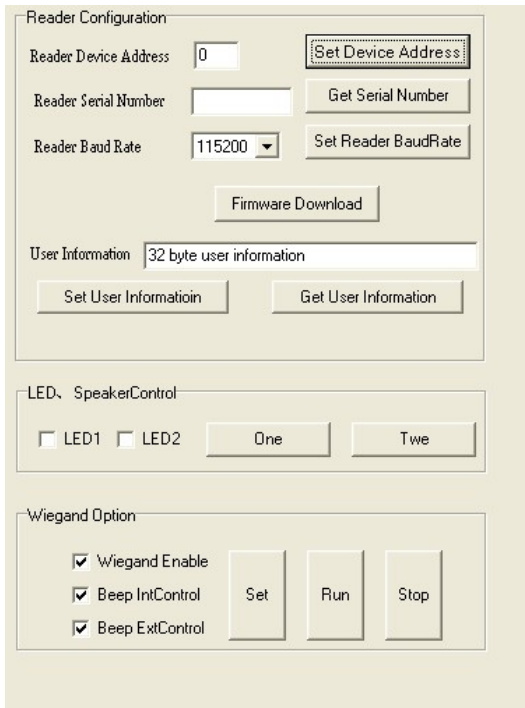 Reader Configuration
Reader Device Address 0 Set Device Address
Reader Serial Number Get Serial Number
Reader Baud Rate 115200 Set Reader BaudRate
Firmware Download
User Information 32 byte user information
Set User Informatioin Get User Information
LED、SpeakerControl
LED1 LED2 One Twe
Wiegand Option
Wiegand Enable
Beep IntControl Set Run Stop
Beep ExtControl